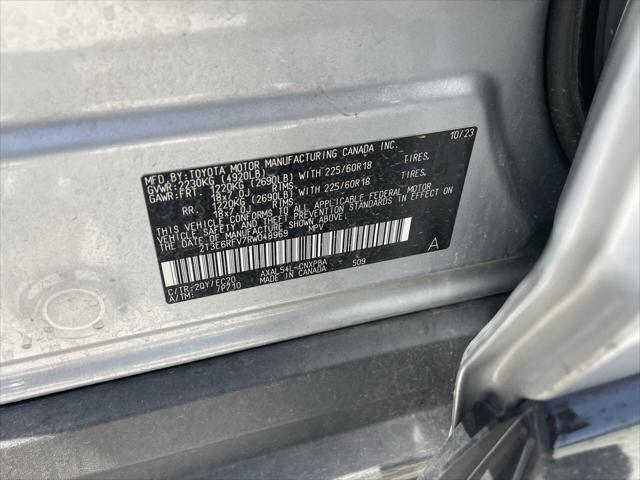 MFD.BY:TOYOTA MOTOR MANUFACTURING CANADA INC. 10/23
GVWR: 2230KG (4920LB)
GAWR:FRT 1220KG (2690LB) WITH 225/60R18 TIRES.
18X7.0J RIMS
RR. 1220KG (2690LB) WITH 225/60R18 TIRES.
18X7.0J RIMS
THIS VEHICLE CONFORMS TO ALL APPLICABLE FEDERAL MOTOR
VEHICLE SAFETY AND THEFT PREVENTION STANDARDS IN EFFECT ON
THE DATE OF MANUFACTURE SHOWN ABOVE.
2T3E6RFV7RW048969 MPV
A
C/TR:2QY/EC20 AXAL54L-CNXPBA 509
A/TM: /P710 MADE IN CANADA